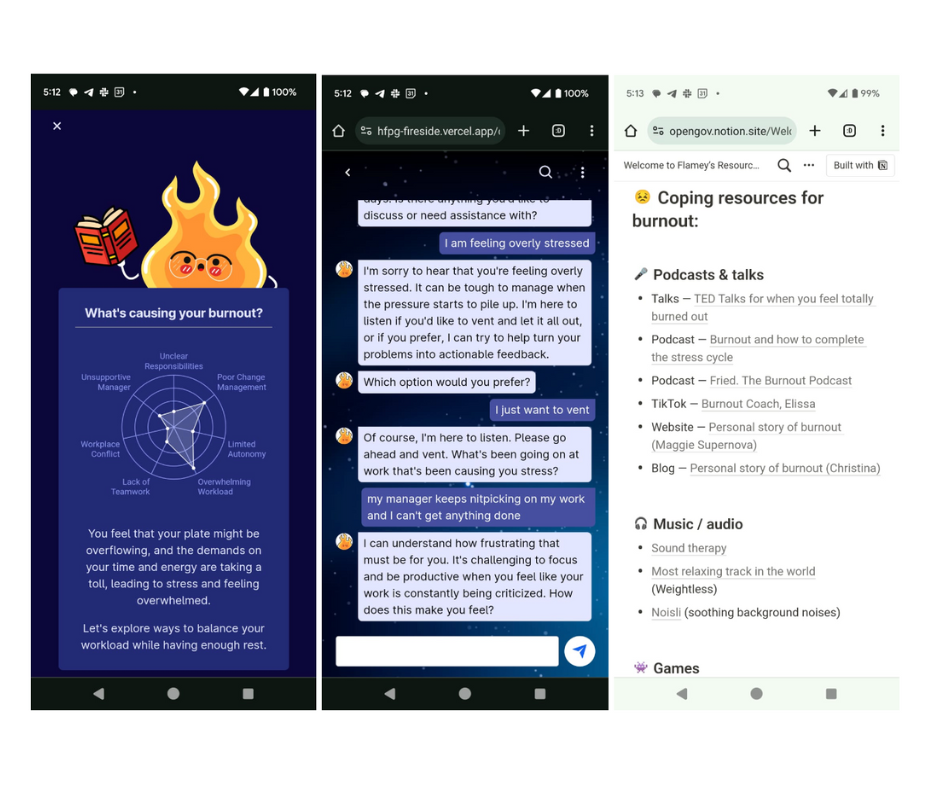 5:12
31
100%
What's causing your burnout?
Unclear
Responsibilities
Unsupportive
Manager
Poor Change
Management
Workplace
Conflict
Limited
Autonomy
Lack of
Teamwork
Overwhelming
Workload
You feel that your plate might be
overflowing, and the demands on
your time and energy are taking a
toll, leading to stress and feeling
overwhelmed.
Let's explore ways to balance your
workload while having enough rest.
5:12
31
100%
hfpg-fireside.vercel.app/
:D
days. Is there anything you'd like to
discuss or need assistance with?
I am feeling overly stressed
I'm sorry to hear that you're feeling overly
stressed. It can be tough to manage when
the pressure starts to pile up. I'm here to
listen if you'd like to vent and let it all out,
or if you prefer, I can try to help turn your
problems into actionable feedback.
Which option would you prefer?
I just want to vent
Of course, I'm here to listen. Please go
ahead and vent. What's been going on at
work that's been causing you stress?
my manager keeps nitpicking on my work
and I can't get anything done
I can understand how frustrating that
must be for you. It's challenging to focus
and be productive when you feel like your
work is constantly being criticized. How
does this make you feel?
5:13
31
99%
opengov.notion.site/Welc
:D
Welcome to Flamey's Resourc...
Built with
😣 Coping resources for
burnout:
🎤 Podcasts & talks
• Talks — TED Talks for when you feel totally
burned out
• Podcast — Burnout and how to complete
the stress cycle
• Podcast — Fried. The Burnout Podcast
• TikTok — Burnout Coach, Elissa
• Website — Personal story of burnout
(Maggie Supernova)
• Blog — Personal story of burnout (Christina)
🎧 Music / audio
• Sound therapy
• Most relaxing track in the world
(Weightless)
• Noisli (soothing background noises)
👾 Games